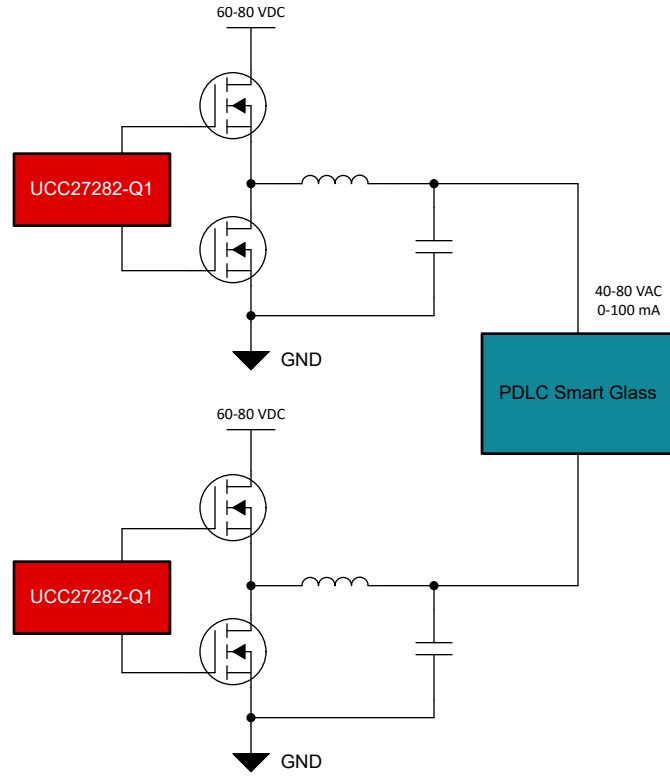 60-80 VDC
UCC27282-Q1
40-80 VAC
0-100 mA
GND
PDLC Smart Glass
60-80 VDC
UCC27282-Q1
GND